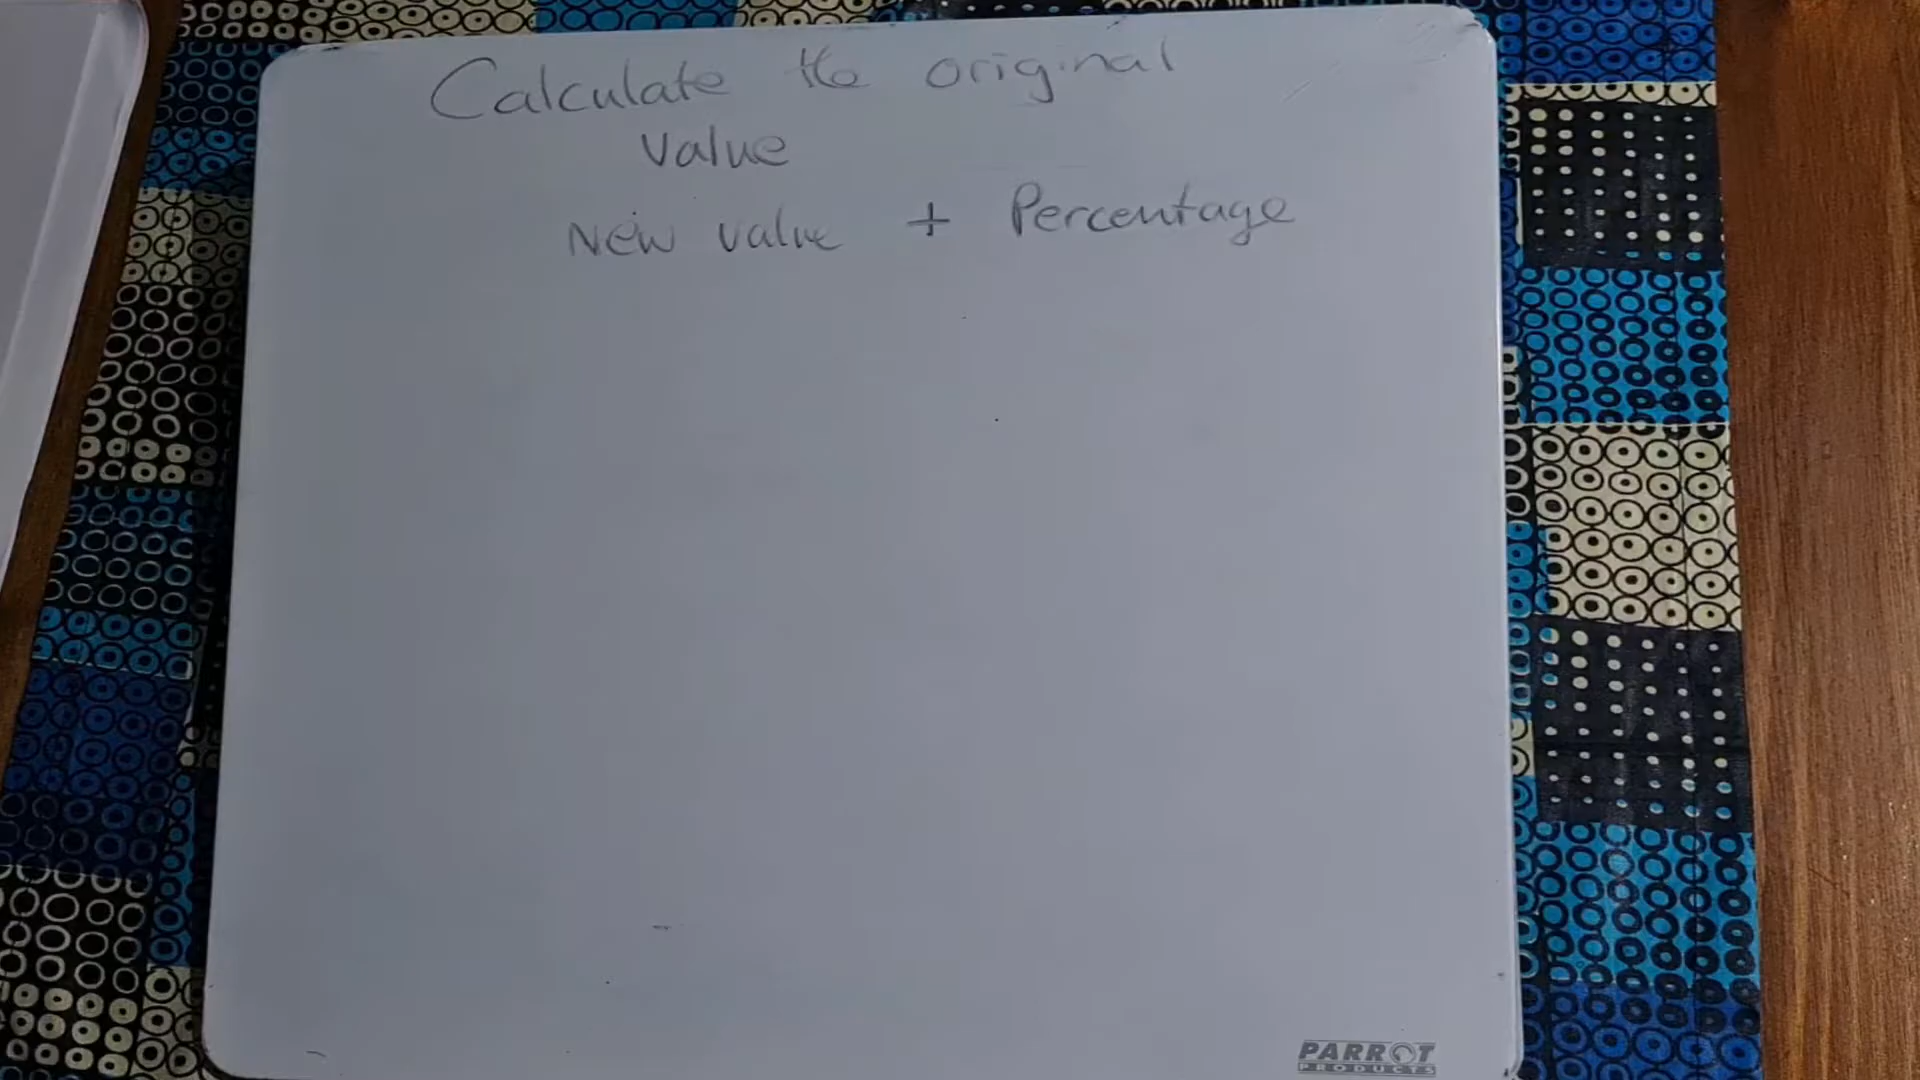 Calculate the original
value
New value + Percentage
PARROT
PRODUCTS